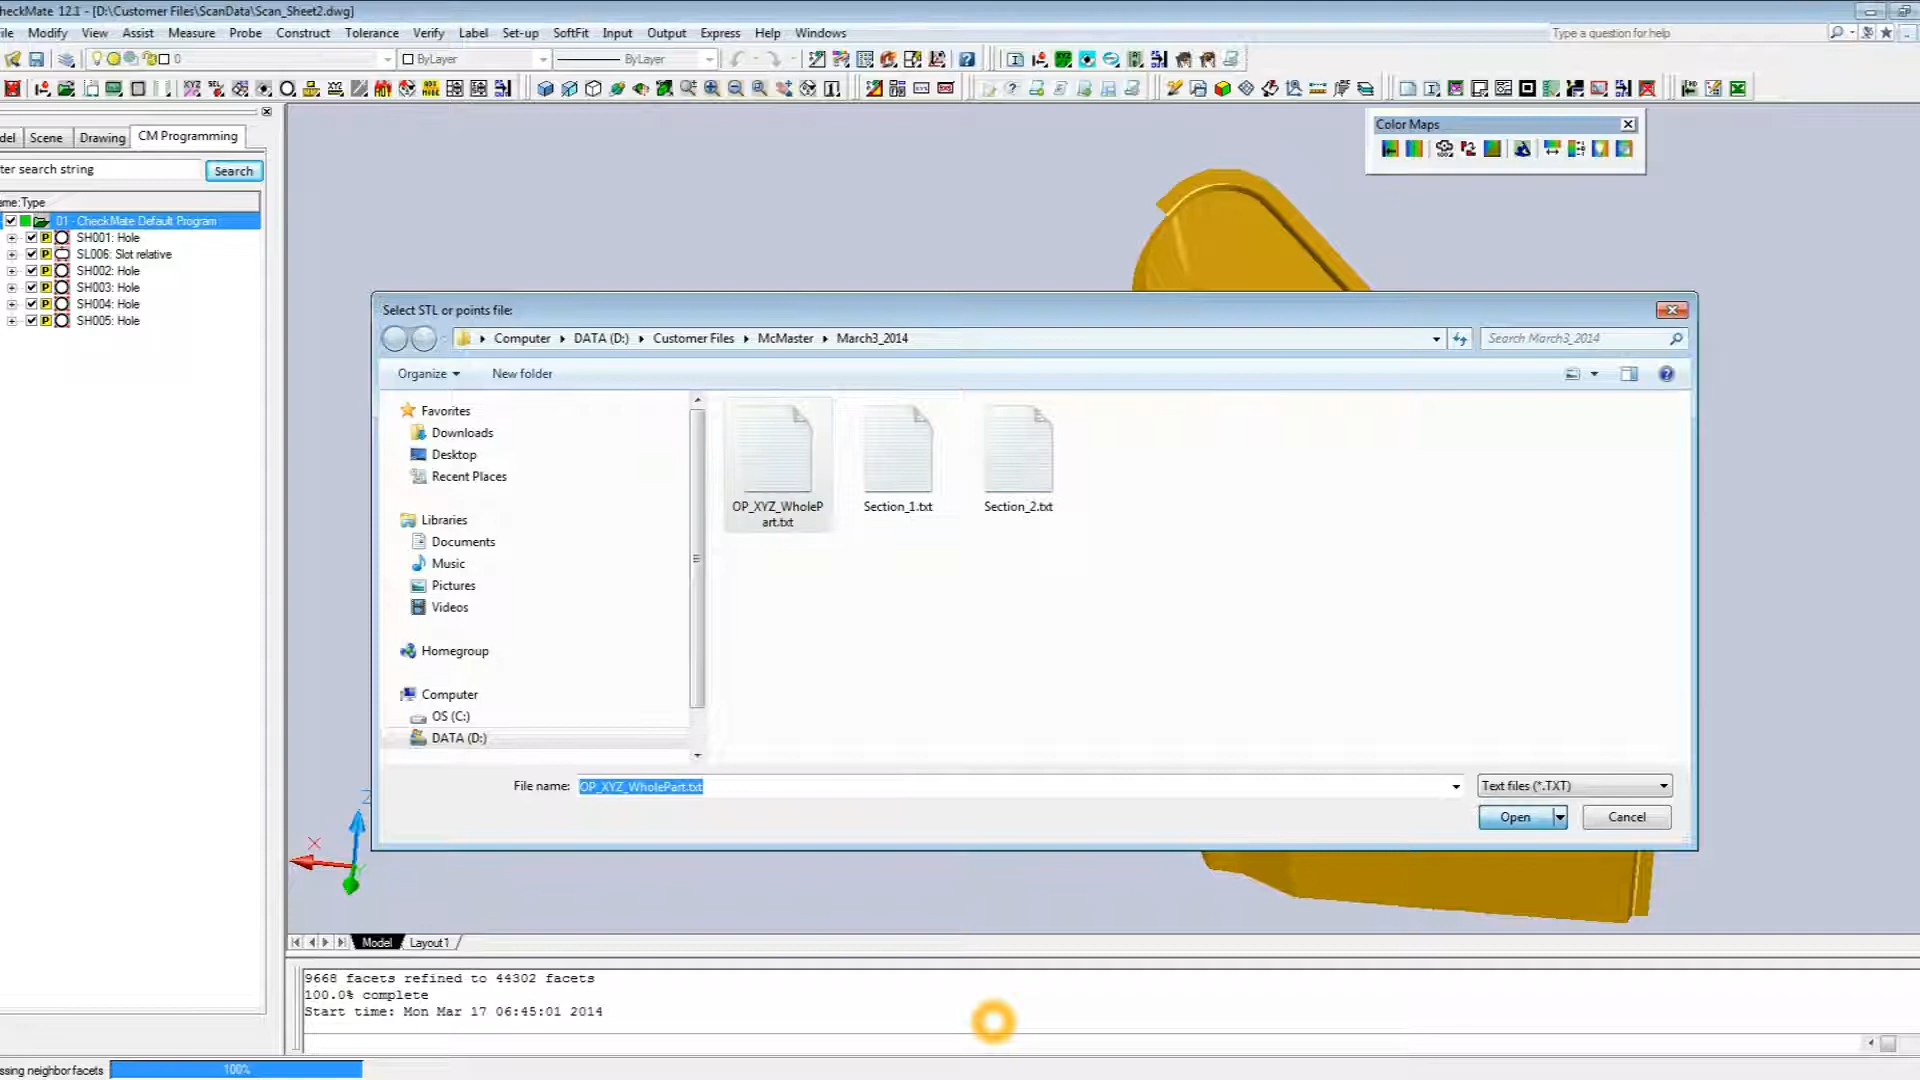 heckMate 12.1 - [D:\Customer Files\ScanData\Scan_Sheet2.dwg]
ile Modify View Assist Measure Probe Construct Tolerance Verify Label Set-up SoftFit Input Output Express Help Windows Type a question for help
0 ByLayer ByLayer
Color Maps
del Scene Drawing CM Programming
ter search string Search
ame:Type
01 - CheckMate Default Program
SH001: Hole
SL006: Slot relative
SH002: Hole
SH003: Hole
SH004: Hole
SH005: Hole
Select STL or points file:
Computer DATA (D:) Customer Files McMaster March3_2014 Search March3_2014
Organize New folder
Favorites
Downloads
Desktop
Recent Places
Libraries
Documents
Music
Pictures
Videos
Homegroup
Computer
OS (C:)
DATA (D:)
OP_XYZ_WholeP
art.txt
Section_1.txt
Section_2.txt
File name: OP_XYZ_WholePart.txt Text files (*.TXT)
Open Cancel
Z
X
Y
Model Layout1
9668 facets refined to 44302 facets
100.0% complete
Start time: Mon Mar 17 06:45:01 2014
ssing neighbor facets 100%